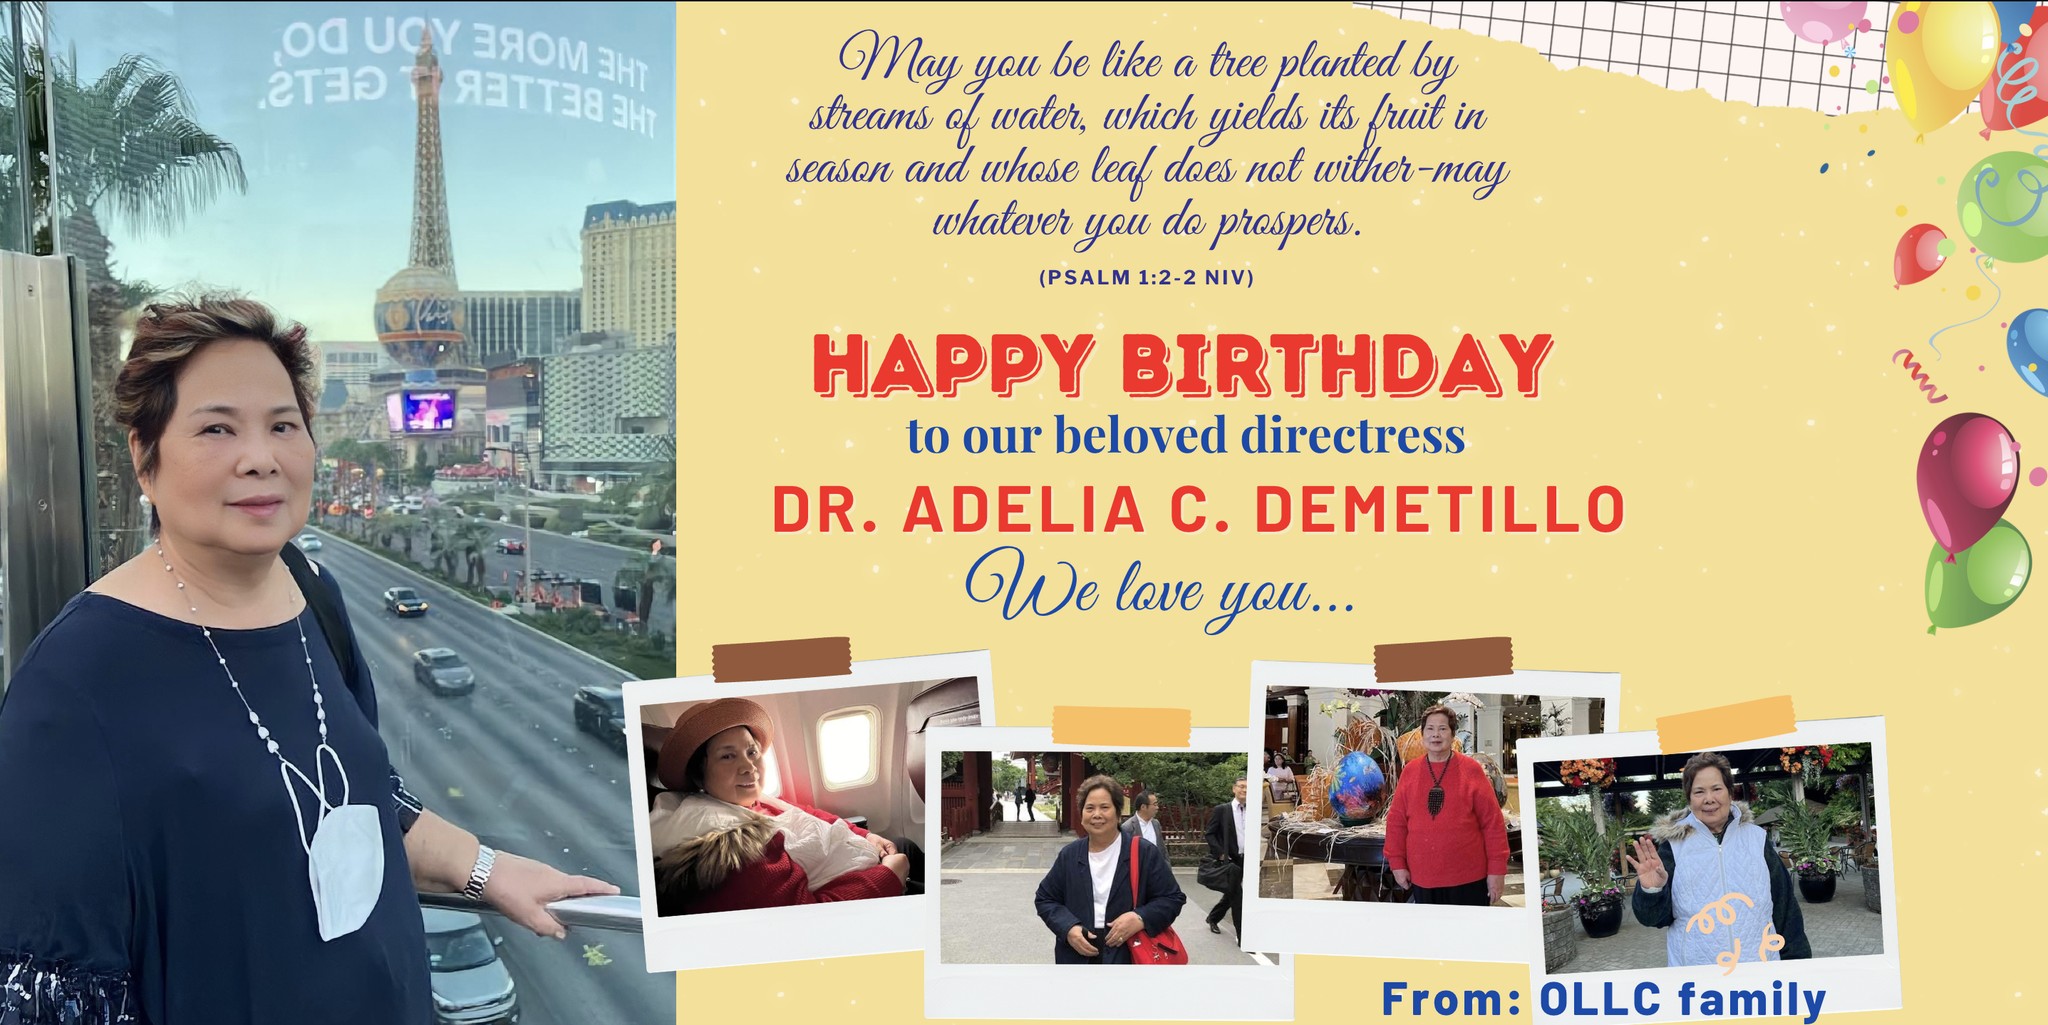 THE MORE YOU DO,
THE BETTER IT GETS.
Paris
May you be like a tree planted by
streams of water, which yields its fruit in
season and whose leaf does not wither-may
whatever you do prospers.
(PSALM 1:2-2 NIV)
HAPPY BIRTHDAY
to our beloved directress
DR. ADELIA C. DEMETILLO
We love you...
From: OLLC family